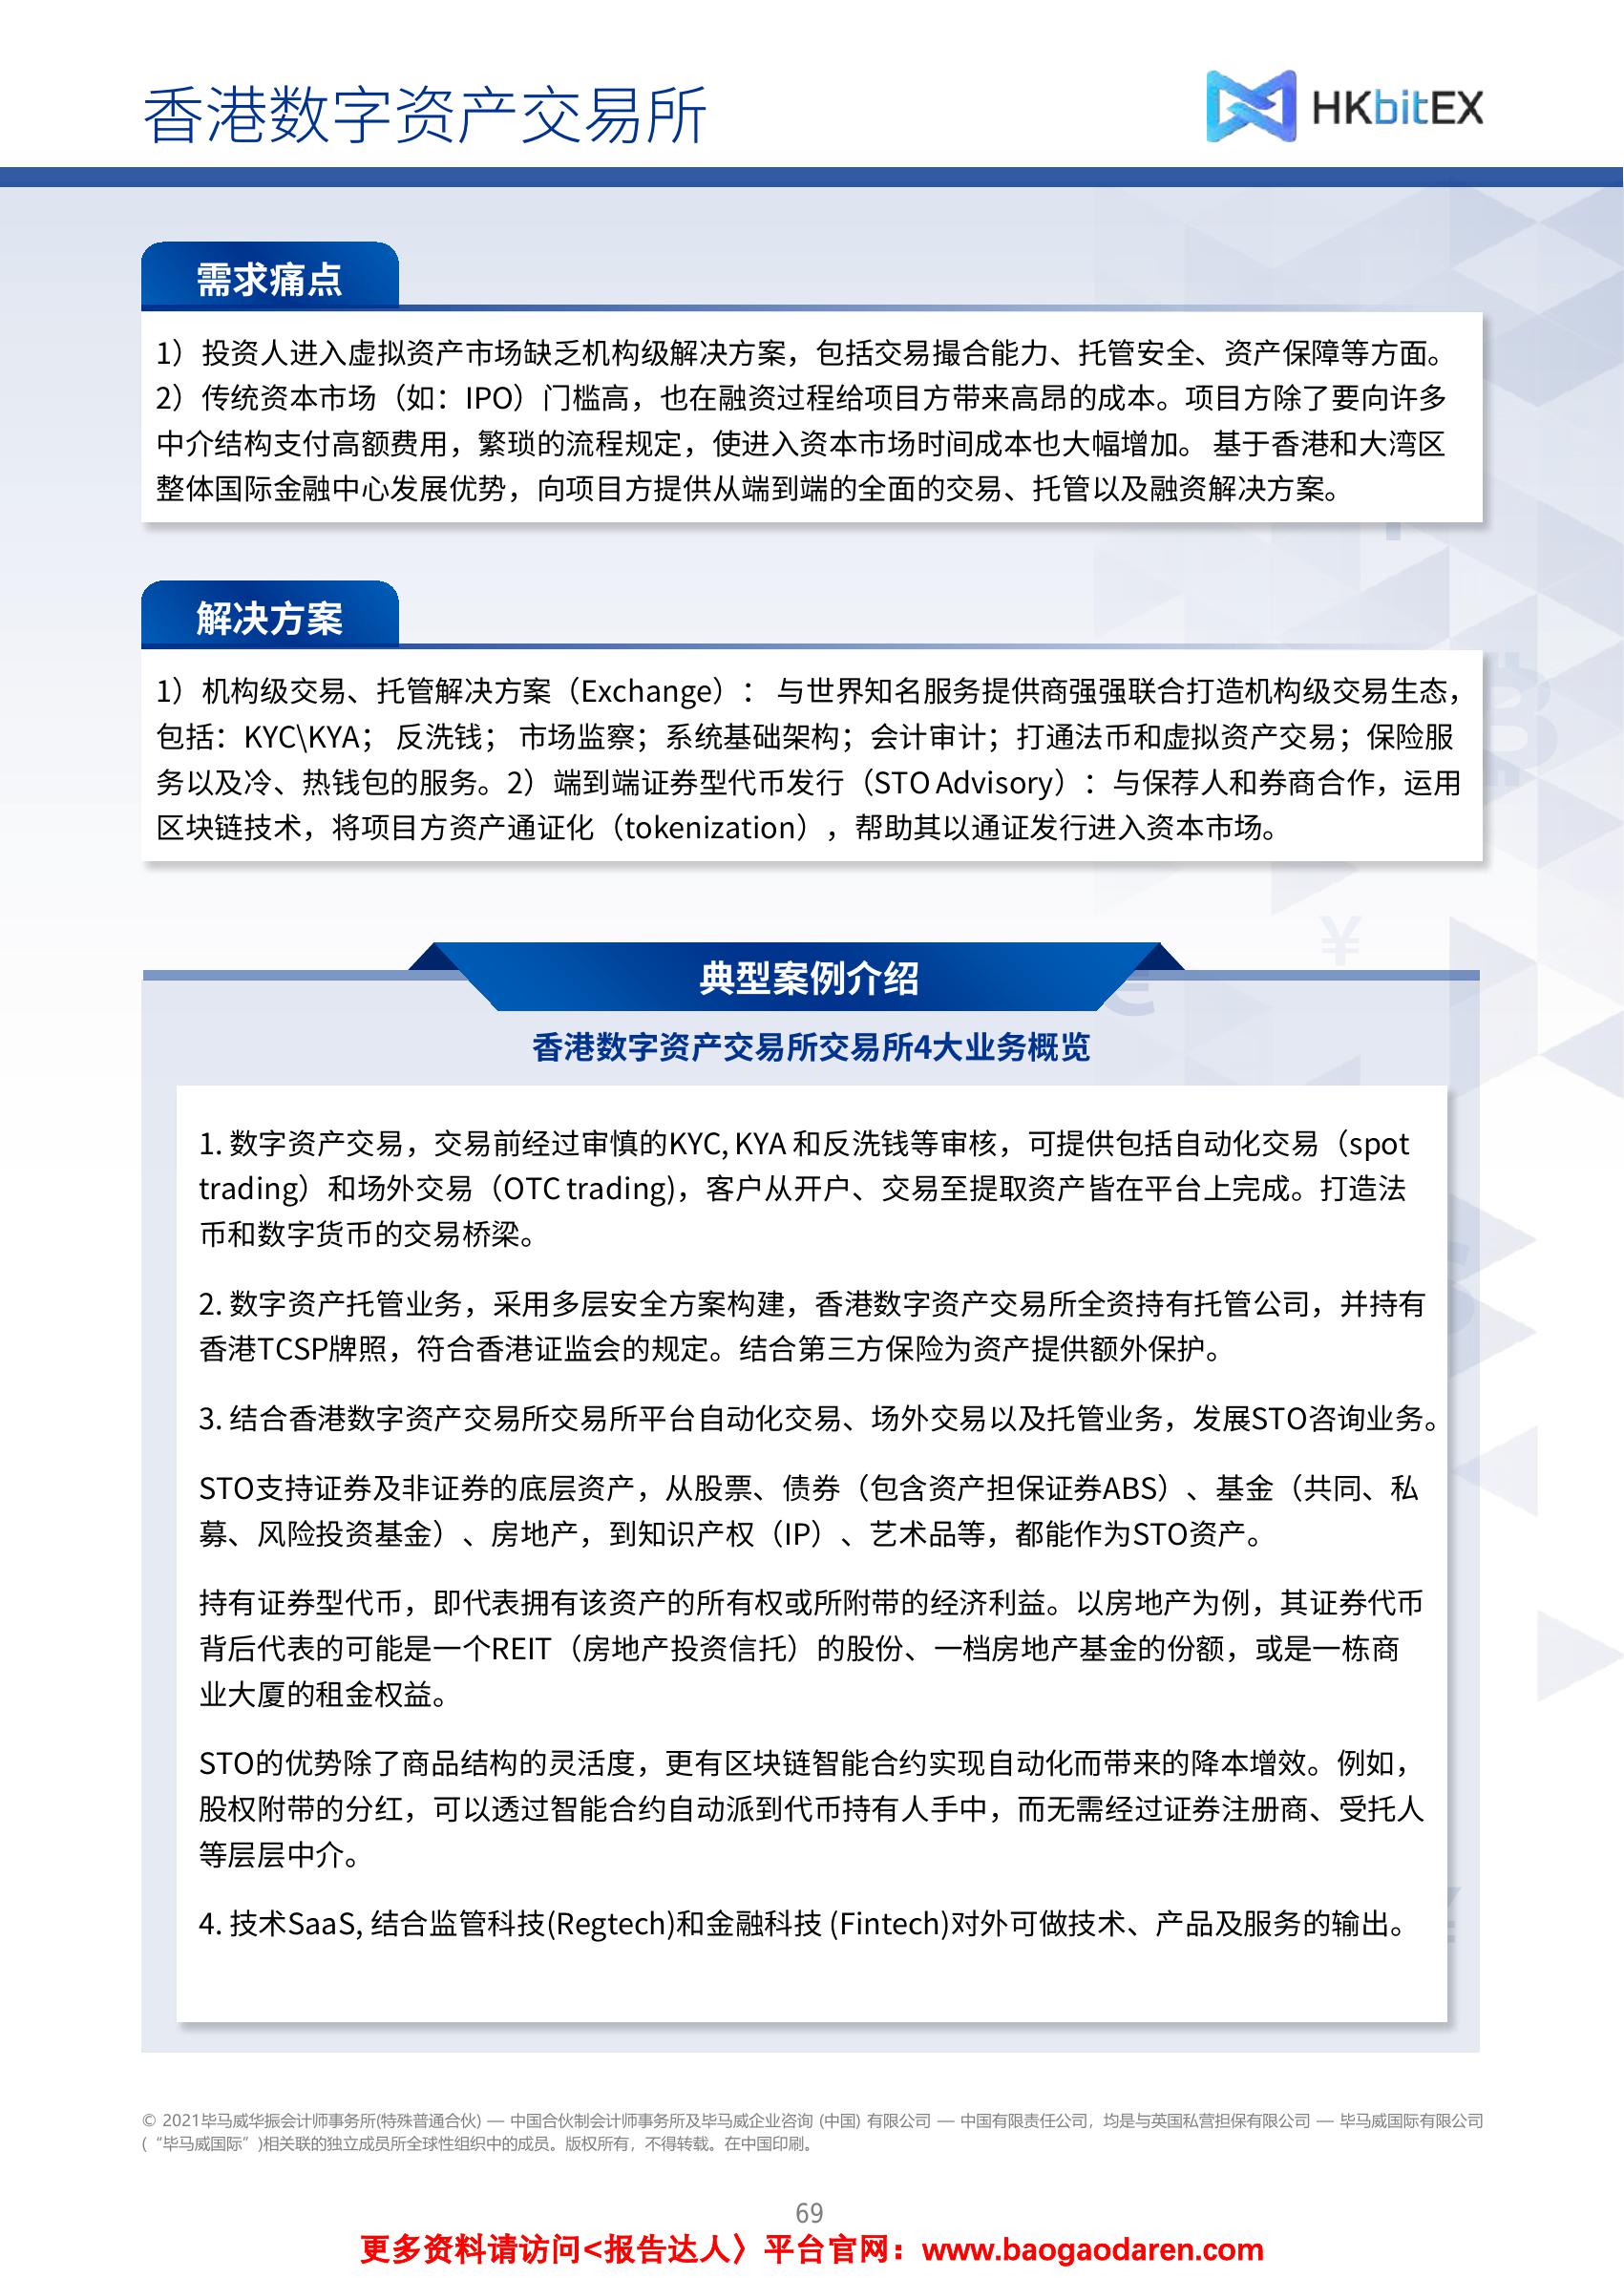 香港数字资产交易所
HKbitEX
需求痛点
1）投资人进入虚拟资产市场缺乏机构级解决方案，包括交易撮合能力、托管安全、资产保障等方面。
2）传统资本市场（如：IPO）门槛高，也在融资过程给项目方带来高昂的成本。项目方除了要向许多
中介结构支付高额费用，繁琐的流程规定，使进入资本市场时间成本也大幅增加。 基于香港和大湾区
整体国际金融中心发展优势，向项目方提供从端到端的全面的交易、托管以及融资解决方案。
解决方案
1）机构级交易、托管解决方案（Exchange）： 与世界知名服务提供商强强联合打造机构级交易生态，
包括：KYC\KYA； 反洗钱； 市场监察；系统基础架构；会计审计；打通法币和虚拟资产交易；保险服
务以及冷、热钱包的服务。2）端到端证券型代币发行（STO Advisory）：与保荐人和券商合作，运用
区块链技术，将项目方资产通证化（tokenization），帮助其以通证发行进入资本市场。
典型案例介绍
香港数字资产交易所交易所4大业务概览
1. 数字资产交易，交易前经过审慎的KYC, KYA 和反洗钱等审核，可提供包括自动化交易（spot
trading）和场外交易（OTC trading)，客户从开户、交易至提取资产皆在平台上完成。打造法
币和数字货币的交易桥梁。
2. 数字资产托管业务，采用多层安全方案构建，香港数字资产交易所全资持有托管公司，并持有
香港TCSP牌照，符合香港证监会的规定。结合第三方保险为资产提供额外保护。
3. 结合香港数字资产交易所交易所平台自动化交易、场外交易以及托管业务，发展STO咨询业务。
STO支持证券及非证券的底层资产，从股票、债券（包含资产担保证券ABS）、基金（共同、私
募、风险投资基金）、房地产，到知识产权（IP）、艺术品等，都能作为STO资产。
持有证券型代币，即代表拥有该资产的所有权或所附带的经济利益。以房地产为例，其证券代币
背后代表的可能是一个REIT（房地产投资信托）的股份、一档房地产基金的份额，或是一栋商
业大厦的租金权益。
STO的优势除了商品结构的灵活度，更有区块链智能合约实现自动化而带来的降本增效。例如，
股权附带的分红，可以透过智能合约自动派到代币持有人手中，而无需经过证券注册商、受托人
等层层中介。
4. 技术SaaS, 结合监管科技(Regtech)和金融科技 (Fintech)对外可做技术、产品及服务的输出。
© 2021毕马威华振会计师事务所(特殊普通合伙) — 中国合伙制会计师事务所及毕马威企业咨询 (中国) 有限公司 — 中国有限责任公司，均是与英国私营担保有限公司 — 毕马威国际有限公司
(“毕马威国际”)相关联的独立成员所全球性组织中的成员。版权所有，不得转载。在中国印刷。
69
更多资料请访问<报告达人〉平台官网：www.baogaodaren.com